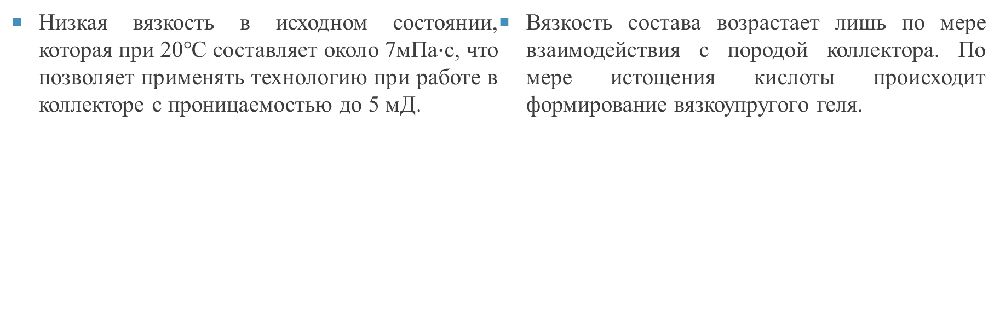 Низкая вязкость в исходном состоянии,
которая при 20°С составляет около 7мПа·с, что
позволяет применять технологию при работе в
коллекторе с проницаемостью до 5 мД.
Вязкость состава возрастает лишь по мере
взаимодействия с породой коллектора. По
мере истощения кислоты происходит
формирование вязкоупругого геля.